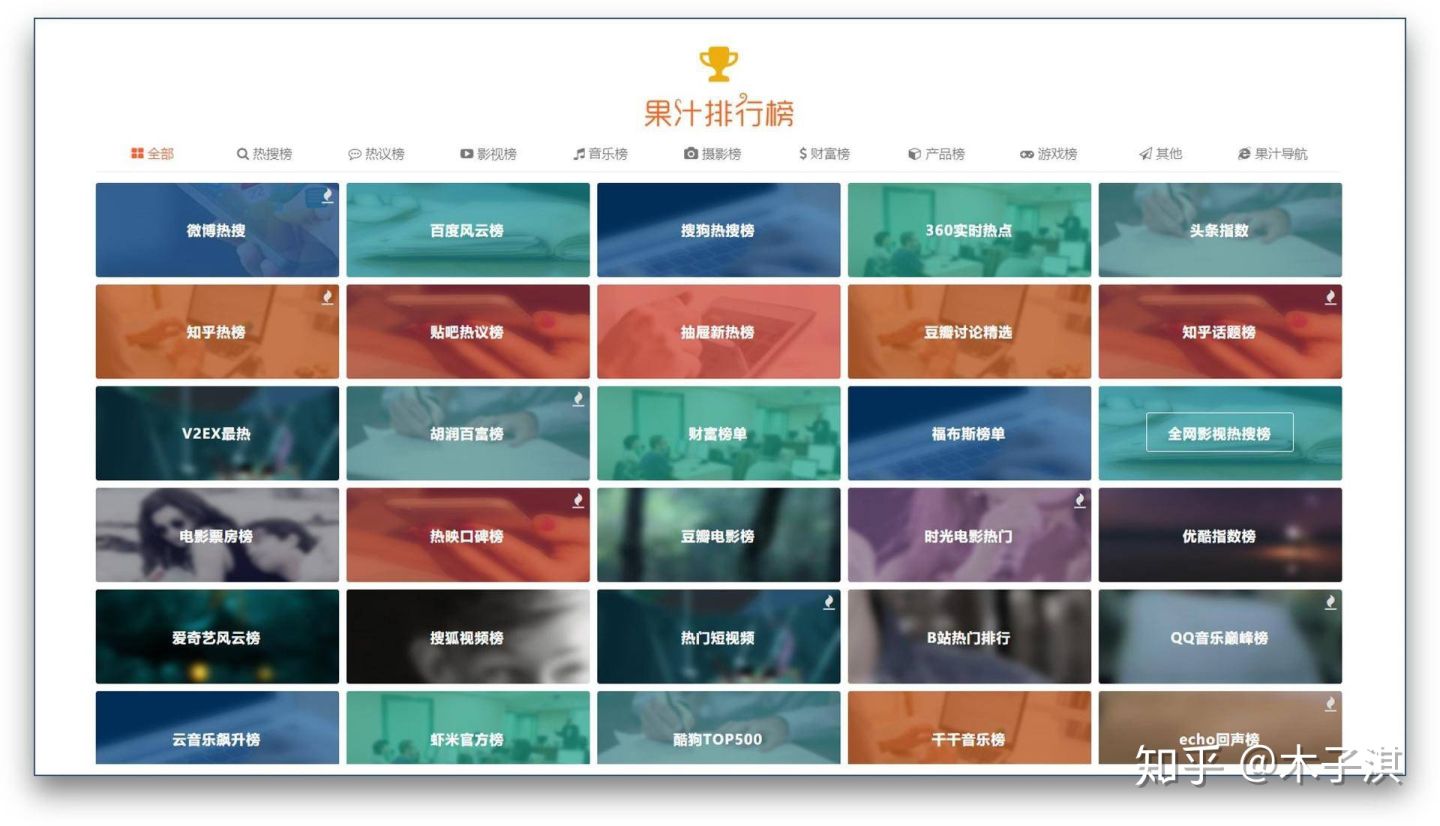 果汁排行榜
全部 热搜榜 热议榜 影视榜 音乐榜 摄影榜 财富榜 产品榜 游戏榜 其他 果汁导航
微博热搜 百度风云榜 搜狗热搜榜 360实时热点 头条指数
知乎热榜 贴吧热议榜 抽屉新热榜 豆瓣讨论精选 知乎话题榜
V2EX最热 胡润百富榜 财富榜单 福布斯榜单 全网影视热搜榜
电影票房榜 热映口碑榜 豆瓣电影榜 时光电影热门 优酷指数榜
爱奇艺风云榜 搜狐视频榜 热门短视频 B站热门排行 QQ音乐巅峰榜
云音乐飙升榜 虾米官方榜 酷狗TOP500 千千音乐榜 echo回声榜
知乎 @木子淇